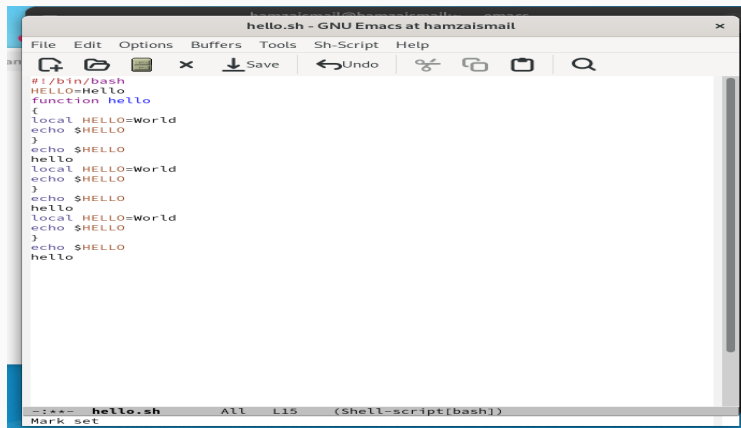 hello.sh - GNU Emacs at hamzaismail
File Edit Options Buffers Tools Sh-Script Help
Save Undo
#!/bin/bash
HELLO=Hello
function hello
{
local HELLO=World
echo $HELLO
}
echo $HELLO
hello
local HELLO=World
echo $HELLO
}
echo $HELLO
hello
local HELLO=World
echo $HELLO
}
echo $HELLO
hello
-:**- hello.sh All L15 (Shell-script[bash])
Mark set